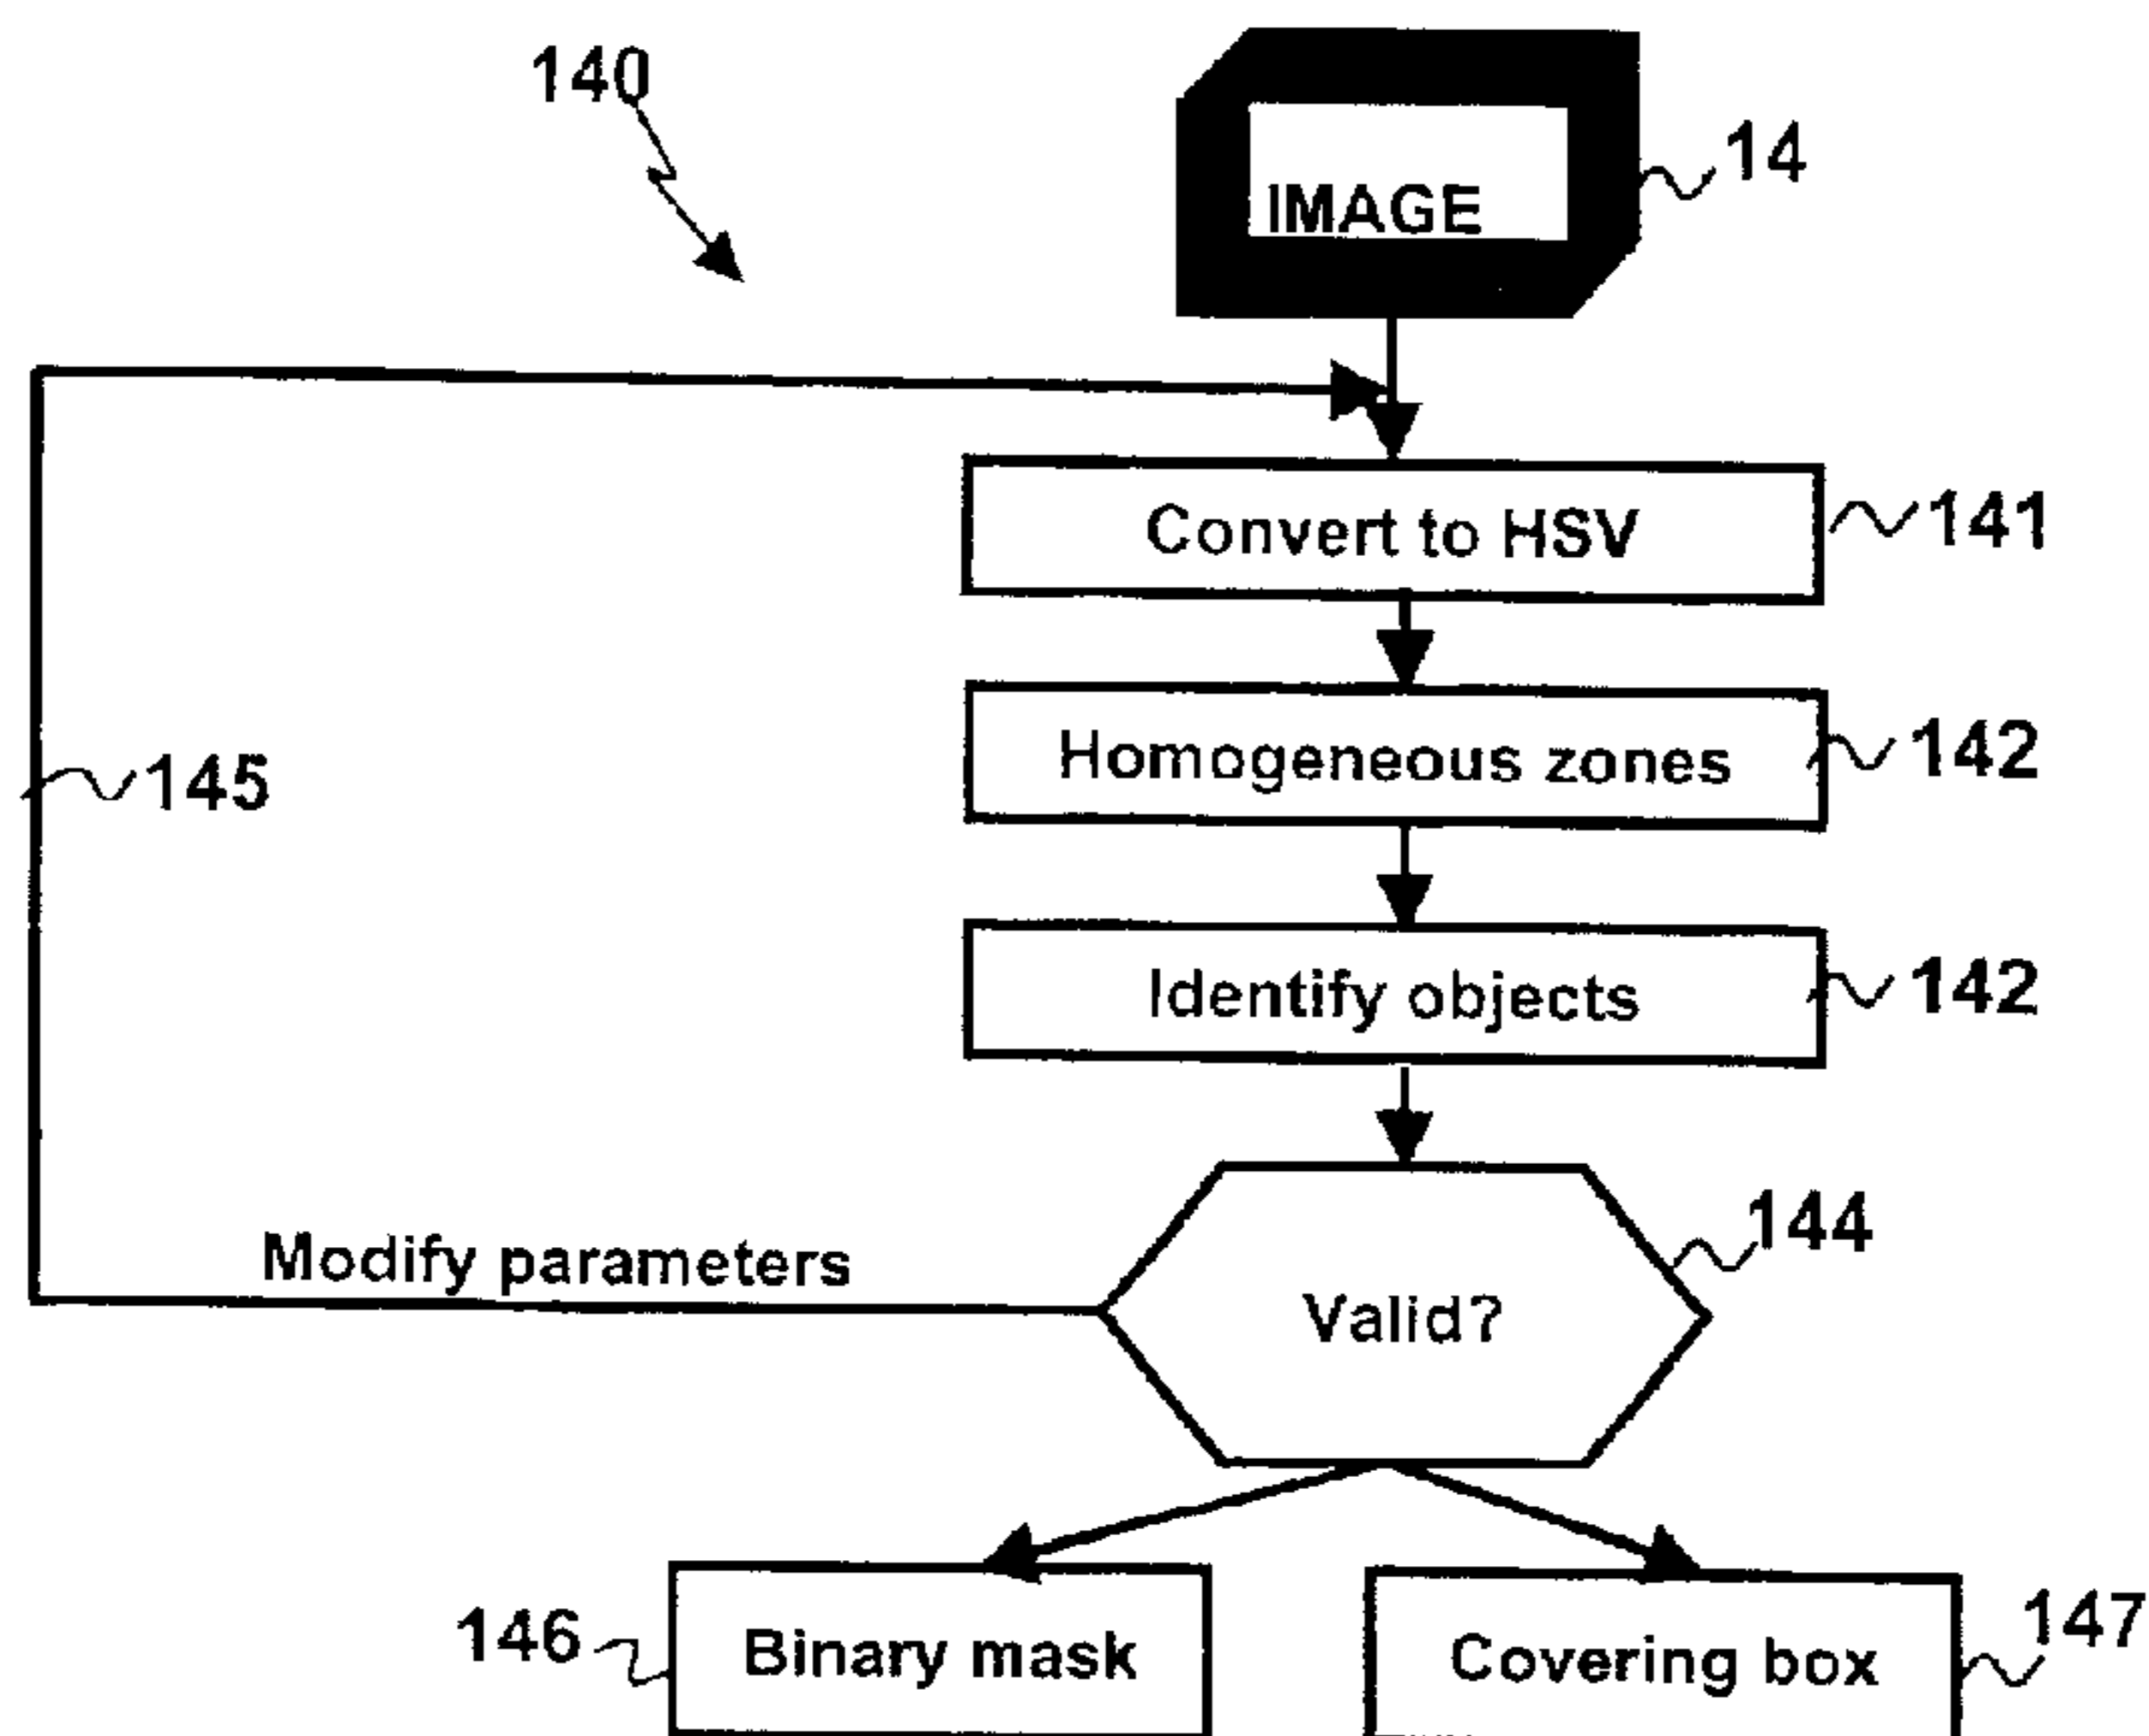 140
IMAGE
14
Convert to HSV
141
Homogeneous zones
142
145
Identify objects
142
144
Modify parameters
Valid?
146
Binary mask
Covering box
147